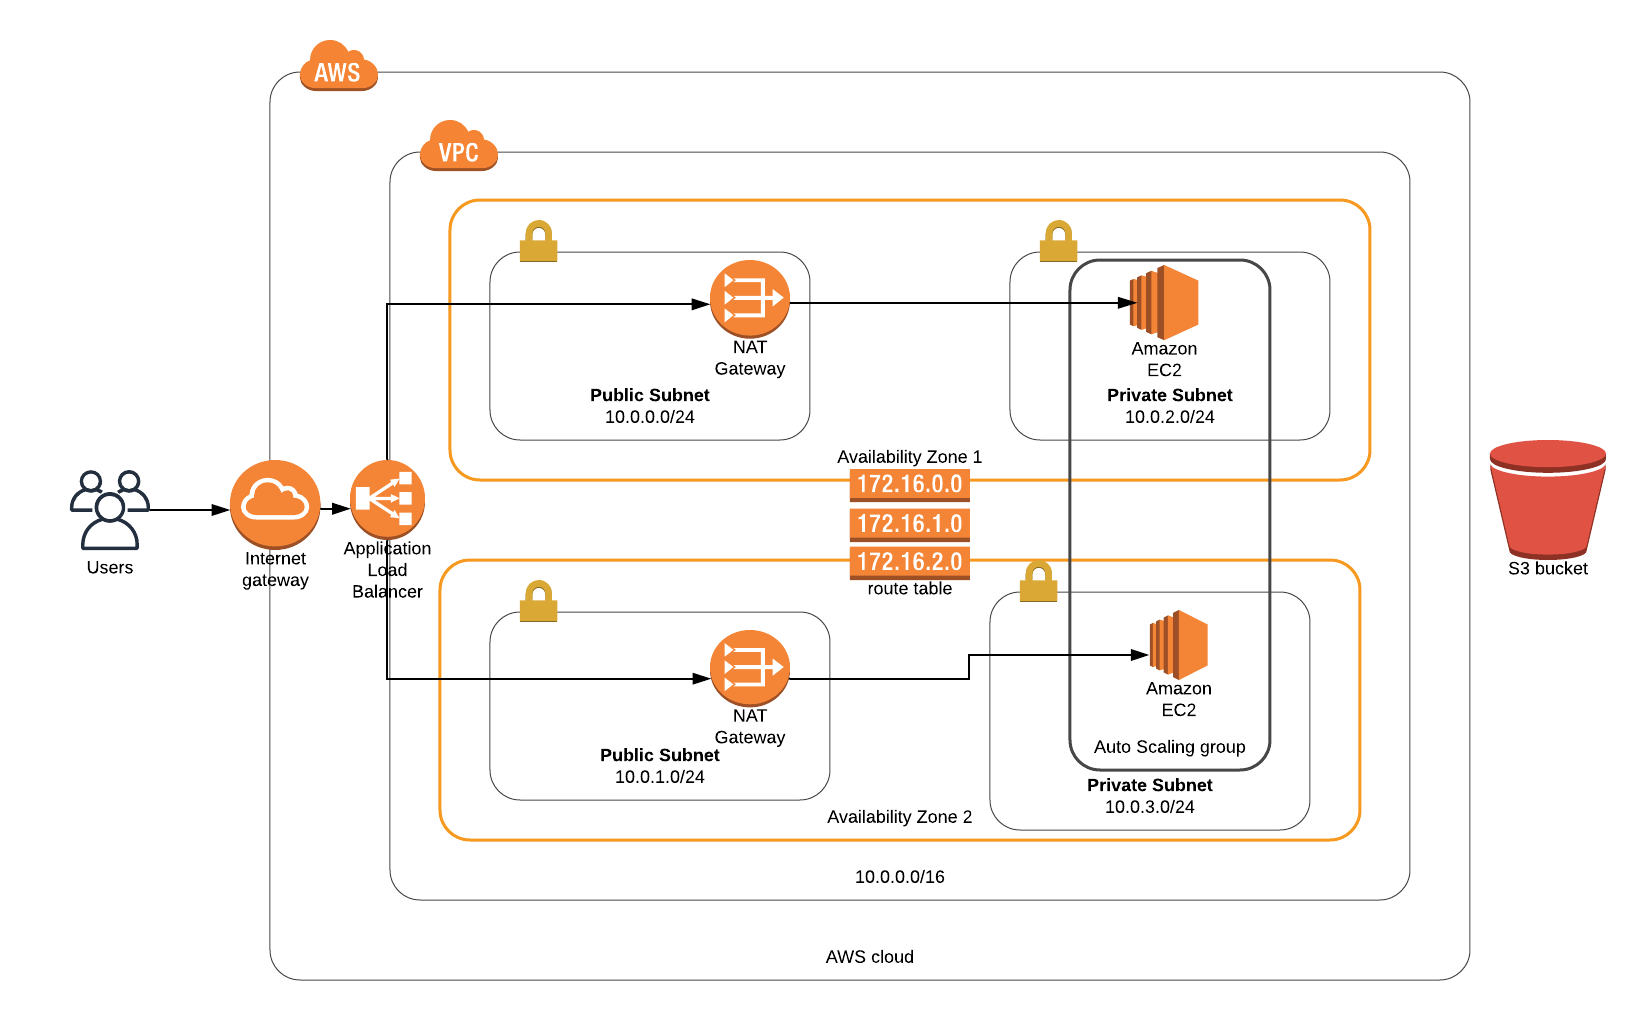 AWS
VPC
NAT
Gateway
Public Subnet
10.0.0.0/24
Amazon
EC2
Private Subnet
10.0.2.0/24
Availability Zone 1
172.16.0.0
172.16.1.0
172.16.2.0
route table
Users
Internet
gateway
Application
Load
Balancer
S3 bucket
NAT
Gateway
Public Subnet
10.0.1.0/24
Amazon
EC2
Auto Scaling group
Private Subnet
10.0.3.0/24
Availability Zone 2
10.0.0.0/16
AWS cloud